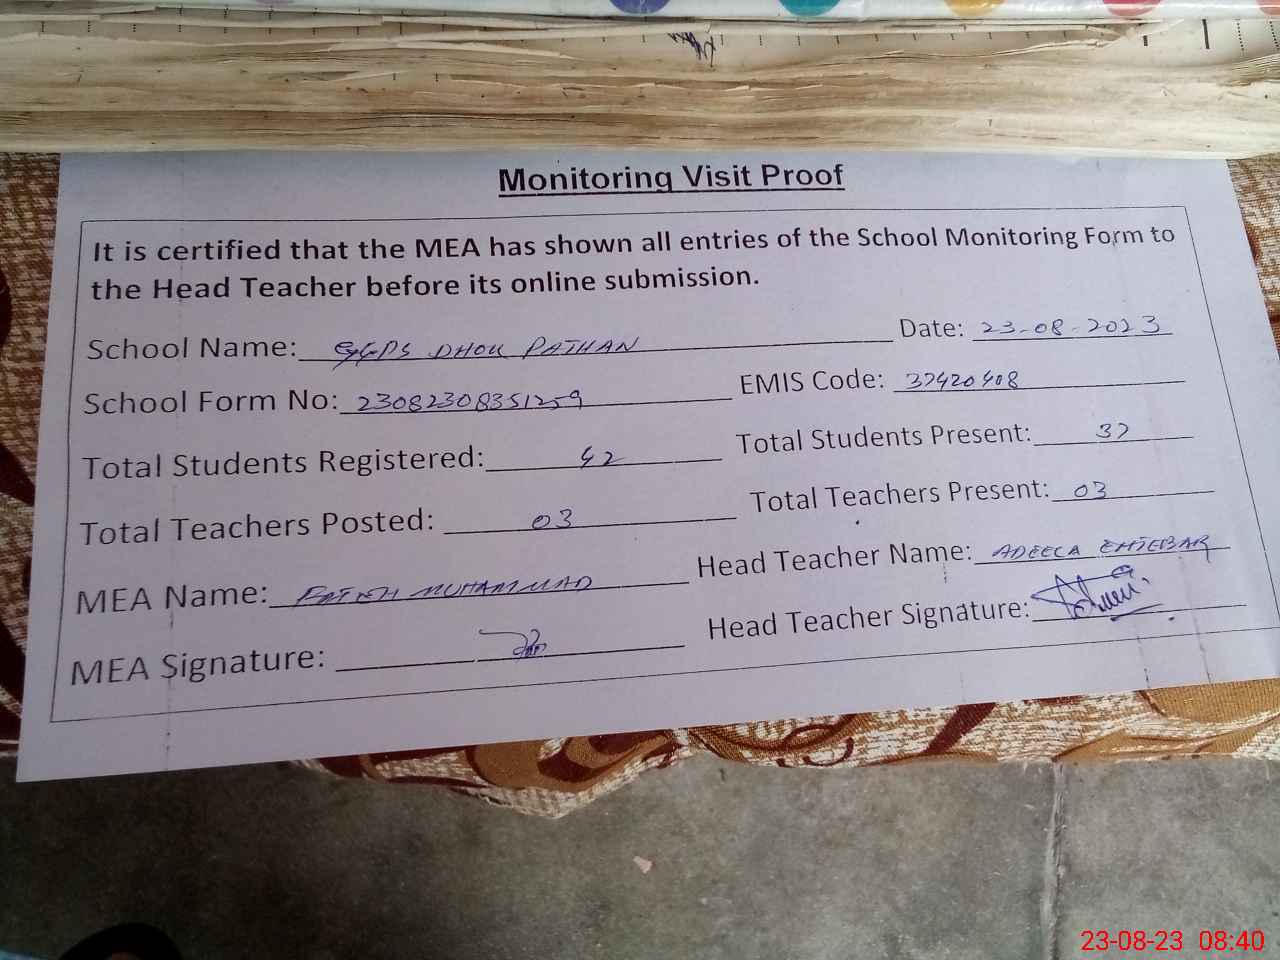 Monitoring Visit Proof
It is certified that the MEA has shown all entries of the School Monitoring Form to
the Head Teacher before its online submission.
School Name: GGPS DHOK PATHAN Date: 23-08-2023
School Form No: 23082308351259 EMIS Code: 37420408
Total Students Registered: 42 Total Students Present: 37
Total Teachers Posted: 03 Total Teachers Present: 03
MEA Name: FATEH MUHAMMAD Head Teacher Name: ADEELA EHTEBAR
MEA Signature: Head Teacher Signature:
23-08-23 08:40